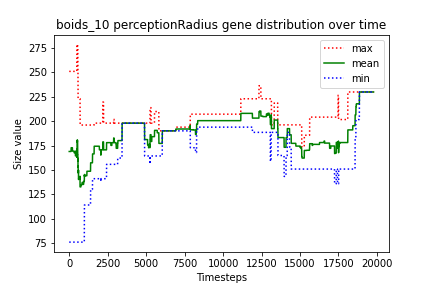 boids_10 perceptionRadius gene distribution over time
275
250
225
200
175
150
125
100
75
Size value
max
mean
min
0 2500 5000 7500 10000 12500 15000 17500 20000
Timesteps